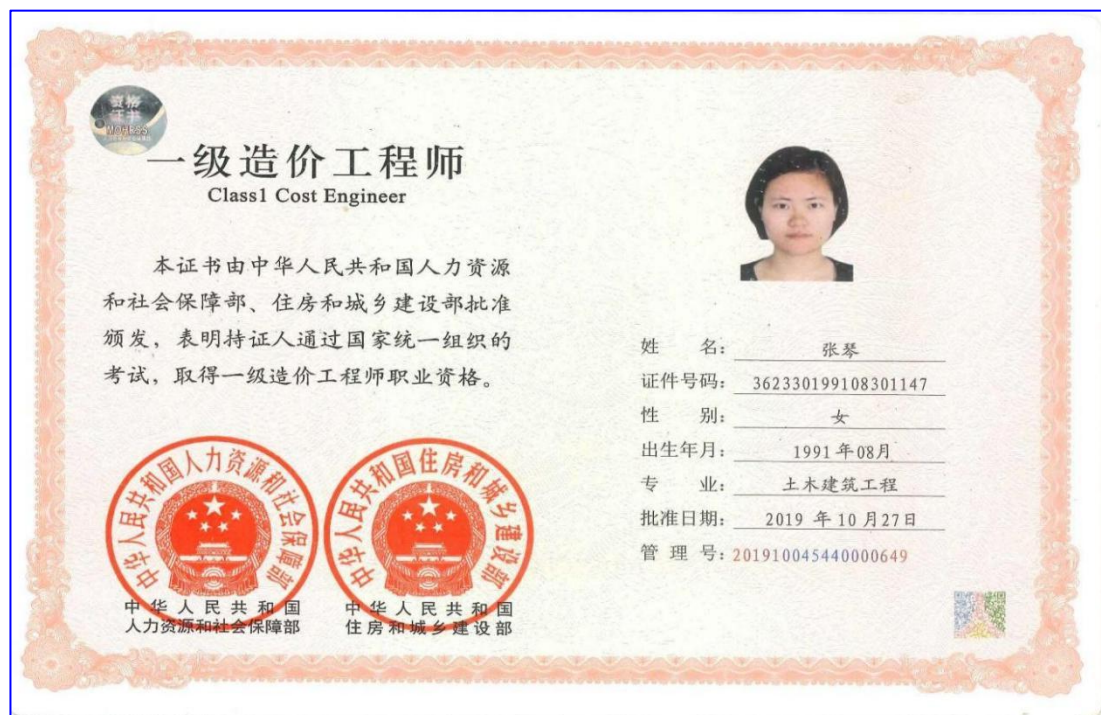 资格
证书
MOHRSS
一级造价工程师
Class1 Cost Engineer
本证书由中华人民共和国人力资源
和社会保障部、住房和城乡建设部批准
颁发，表明持证人通过国家统一组织的
考试，取得一级造价工程师职业资格。
中华人民共和国人力资源和社会保障部
中华人民共和国住房和城乡建设部
中华人民共和国
人力资源和社会保障部
中华人民共和国
住房和城乡建设部
姓 名：张琴
证件号码：362330199108301147
性 别：女
出生年月：1991年08月
专 业：土木建筑工程
批准日期：2019 年 10 月27日
管 理 号：201910045440000649